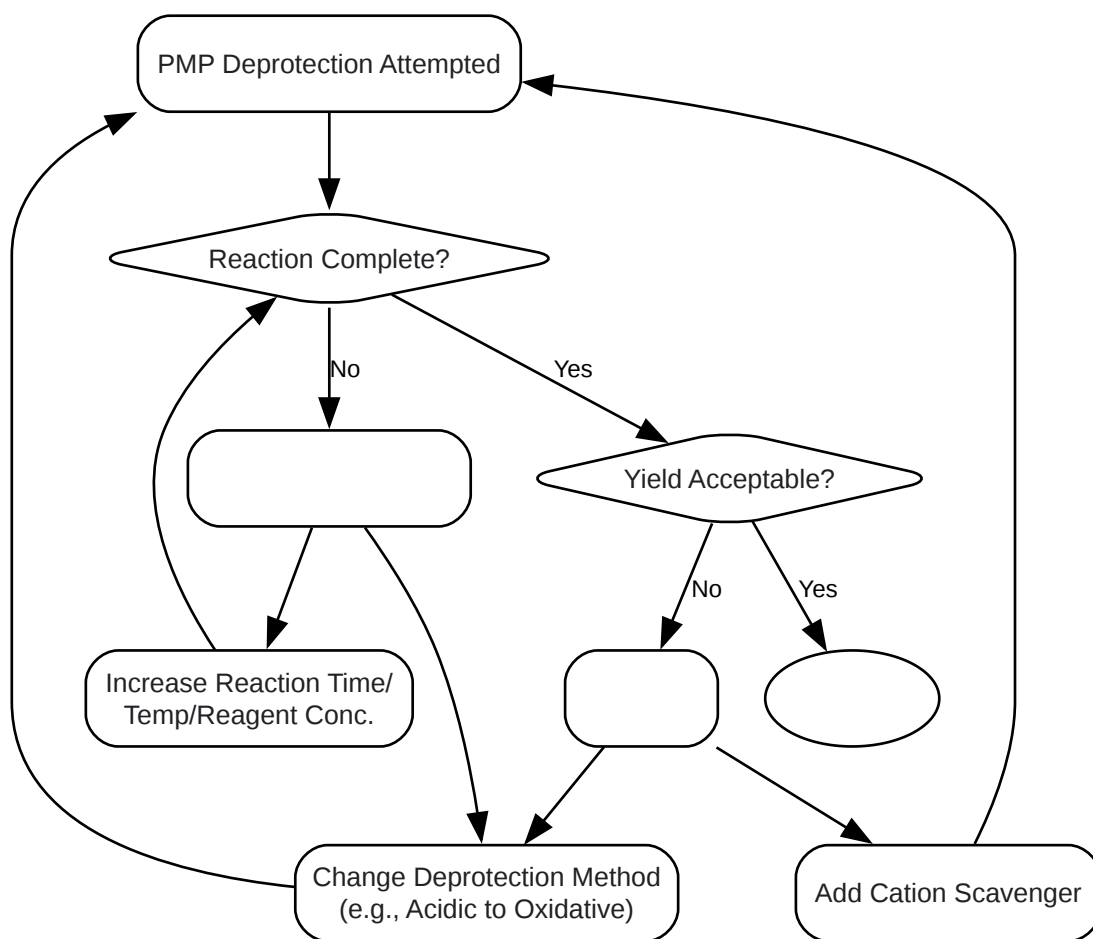 PMP Deprotection Attempted
Reaction Complete?
No
Yes
Yield Acceptable?
No
Yes
Increase Reaction Time/
Temp/Reagent Conc.
Change Deprotection Method
(e.g., Acidic to Oxidative)
Add Cation Scavenger